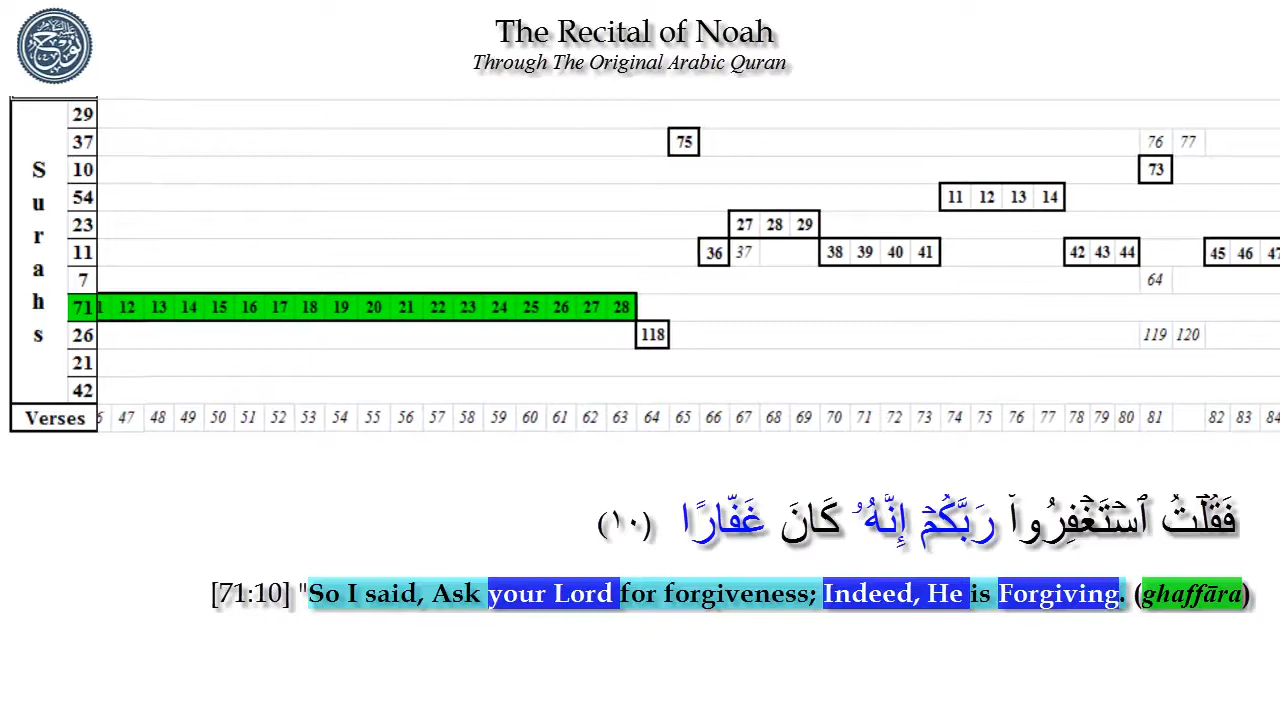 نوح
The Recital of Noah
Through The Original Arabic Quran
Surahs
29
37 75 76 77
10 73
54 11 12 13 14
23 27 28 29
11 36 37 38 39 40 41 42 43 44 45 46 47
7 64
71 1 12 13 14 15 16 17 18 19 20 21 22 23 24 25 26 27 28
26 118 119 120
21
42
Verses 6 47 48 49 50 51 52 53 54 55 56 57 58 59 60 61 62 63 64 65 66 67 68 69 70 71 72 73 74 75 76 77 78 79 80 81 82 83 84
فَقُلْتُ ٱسْتَغْفِرُوا۟ رَبَّكُمْ إِنَّهُۥ كَانَ غَفَّارًا (١٠)
[71:10] "So I said, Ask your Lord for forgiveness; Indeed, He is Forgiving. (ghaffāra)